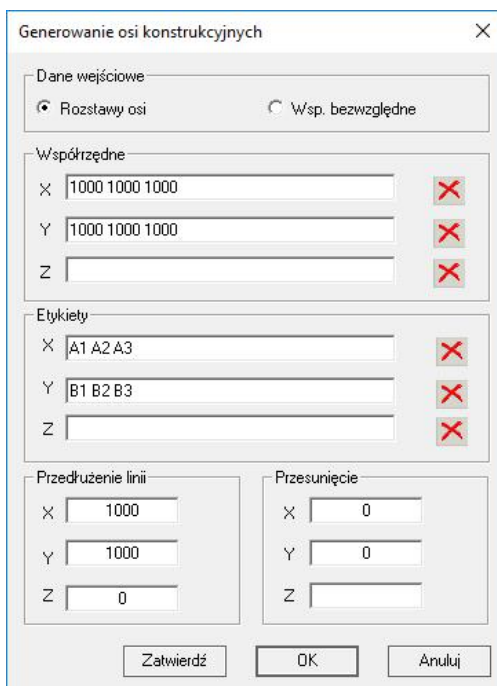 Generowanie osi konstrukcyjnych
Dane wejściowe
Rozstawy osi Wsp. bezwzględne
Współrzędne
X 1000 1000 1000
Y 1000 1000 1000
Z
Etykiety
X A1 A2 A3
Y B1 B2 B3
Z
Przedłużenie linii Przesunięcie
X 1000 X 0
Y 1000 Y 0
Z 0 Z
Zatwierdź OK Anuluj